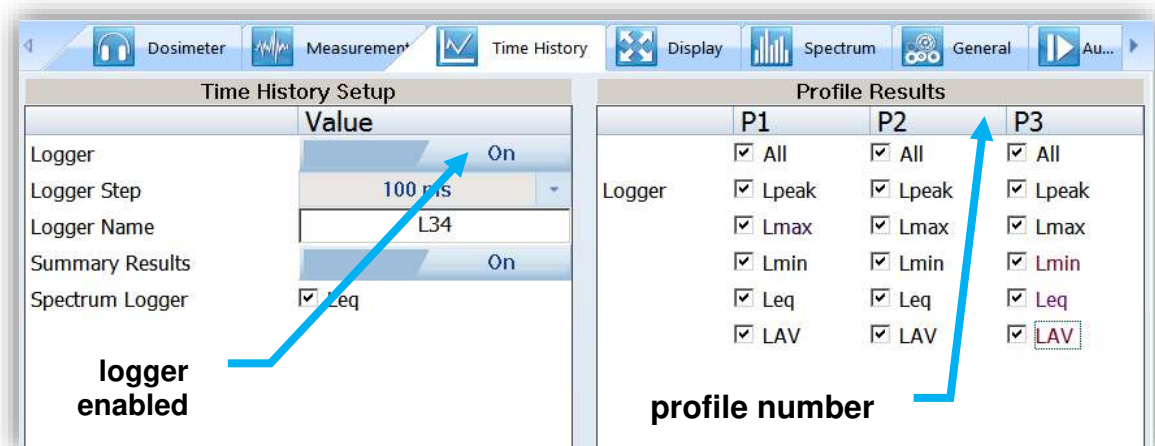 Dosimeter Measurement Time History Display Spectrum General Au...
Time History Setup
Value
Logger On
Logger Step 100 ms
Logger Name L34
Summary Results On
Spectrum Logger Leq
logger
enabled
Profile Results
P1 P2 P3
All All All
Logger Lpeak Lpeak Lpeak
Lmax Lmax Lmax
Lmin Lmin Lmin
Leq Leq Leq
LAV LAV LAV
profile number